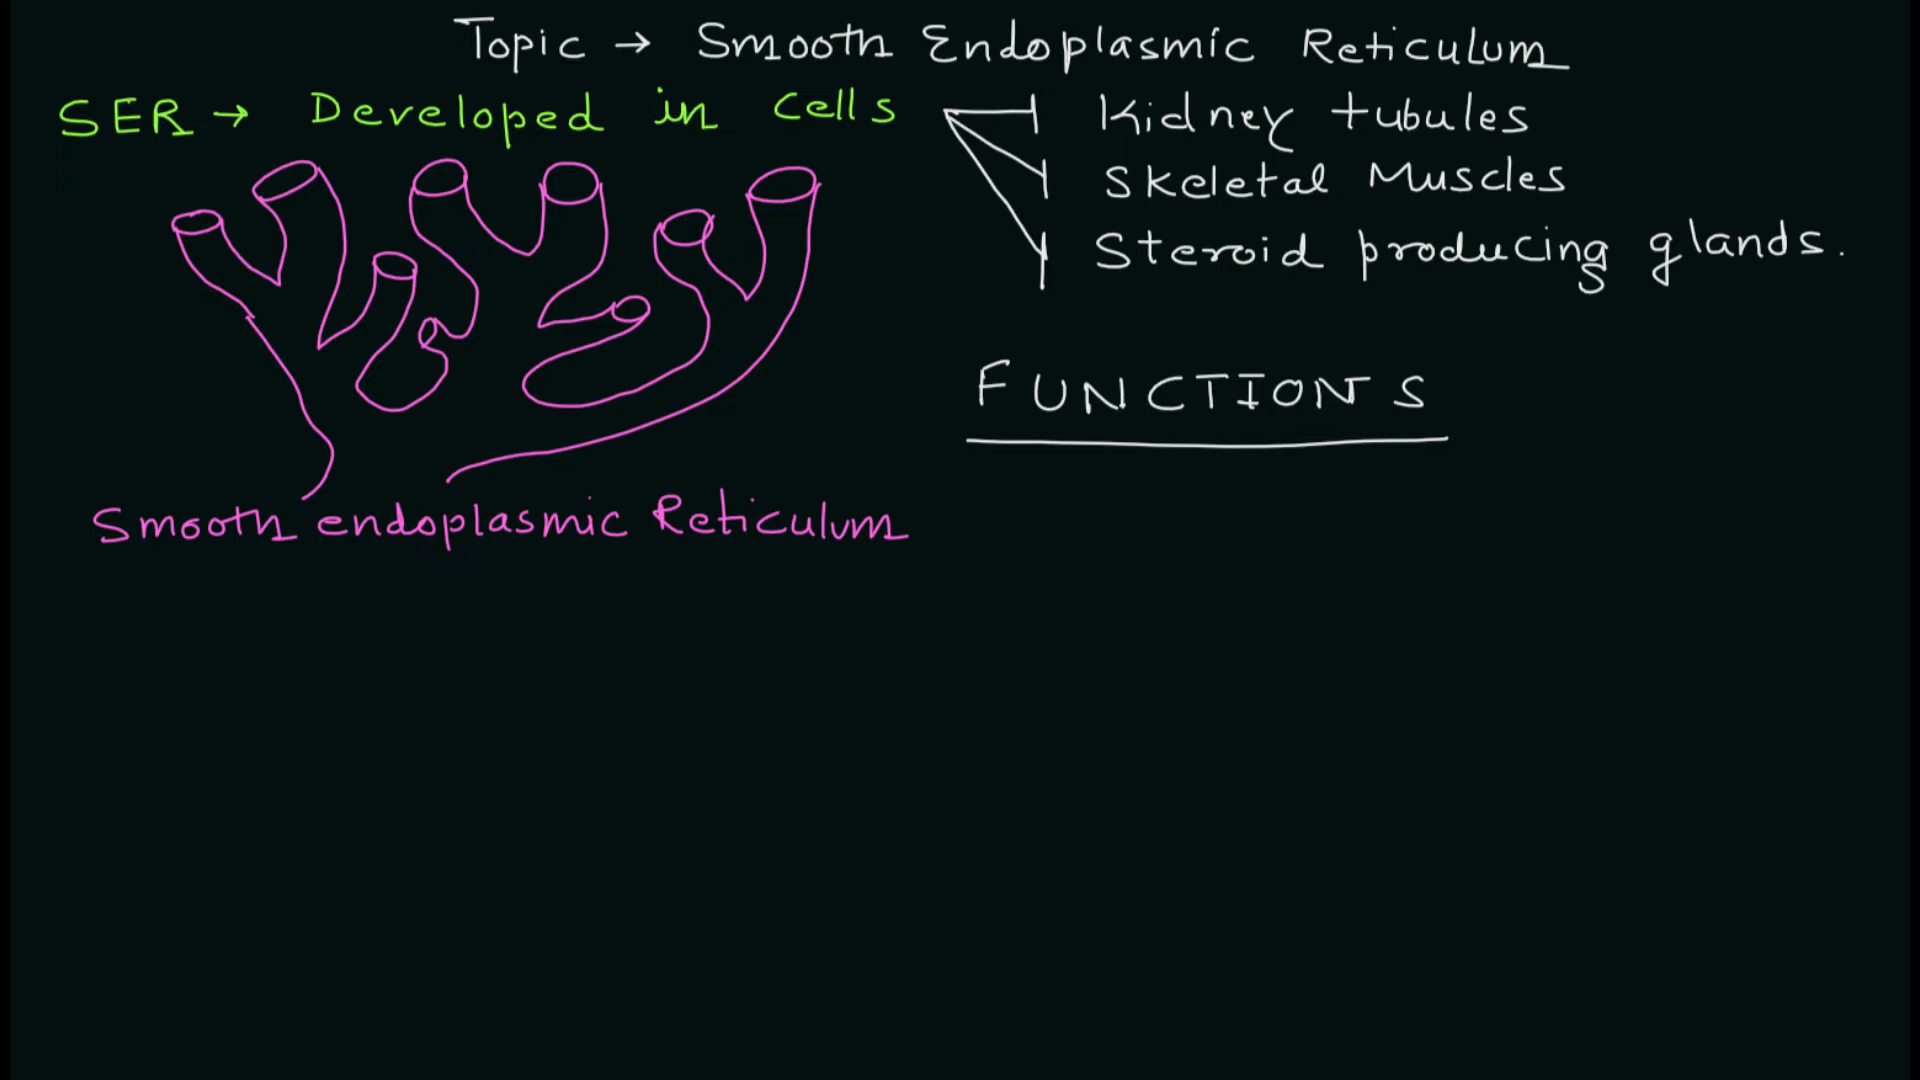 Topic → Smooth Endoplasmic Reticulum
SER → Developed in cells
Kidney tubules
Skeletal Muscles
Steroid producing glands.
FUNCTIONS
Smooth endoplasmic Reticulum